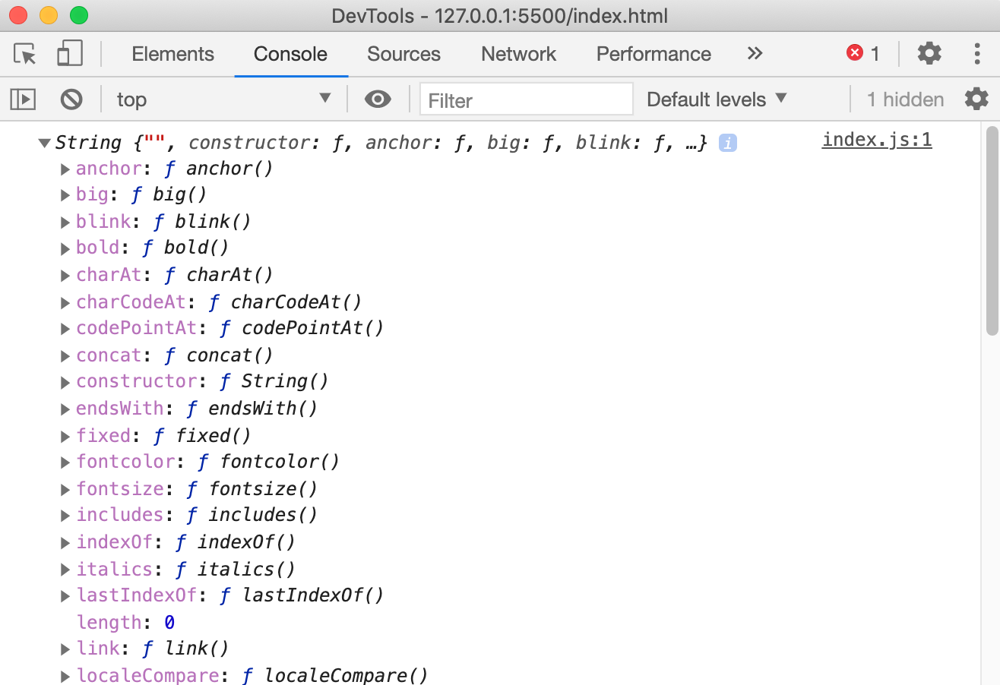 DevTools - 127.0.0.1:5500/index.html
Elements Console Sources Network Performance » 1
top ▼ Filter Default levels ▼ 1 hidden
▼String {"", constructor: ƒ, anchor: ƒ, big: ƒ, blink: ƒ, …} i index.js:1
▶anchor: ƒ anchor()
▶big: ƒ big()
▶blink: ƒ blink()
▶bold: ƒ bold()
▶charAt: ƒ charAt()
▶charCodeAt: ƒ charCodeAt()
▶codePointAt: ƒ codePointAt()
▶concat: ƒ concat()
▶constructor: ƒ String()
▶endsWith: ƒ endsWith()
▶fixed: ƒ fixed()
▶fontcolor: ƒ fontcolor()
▶fontsize: ƒ fontsize()
▶includes: ƒ includes()
▶indexOf: ƒ indexOf()
▶italics: ƒ italics()
▶lastIndexOf: ƒ lastIndexOf()
length: 0
▶link: ƒ link()
▶localeCompare: ƒ localeCompare()